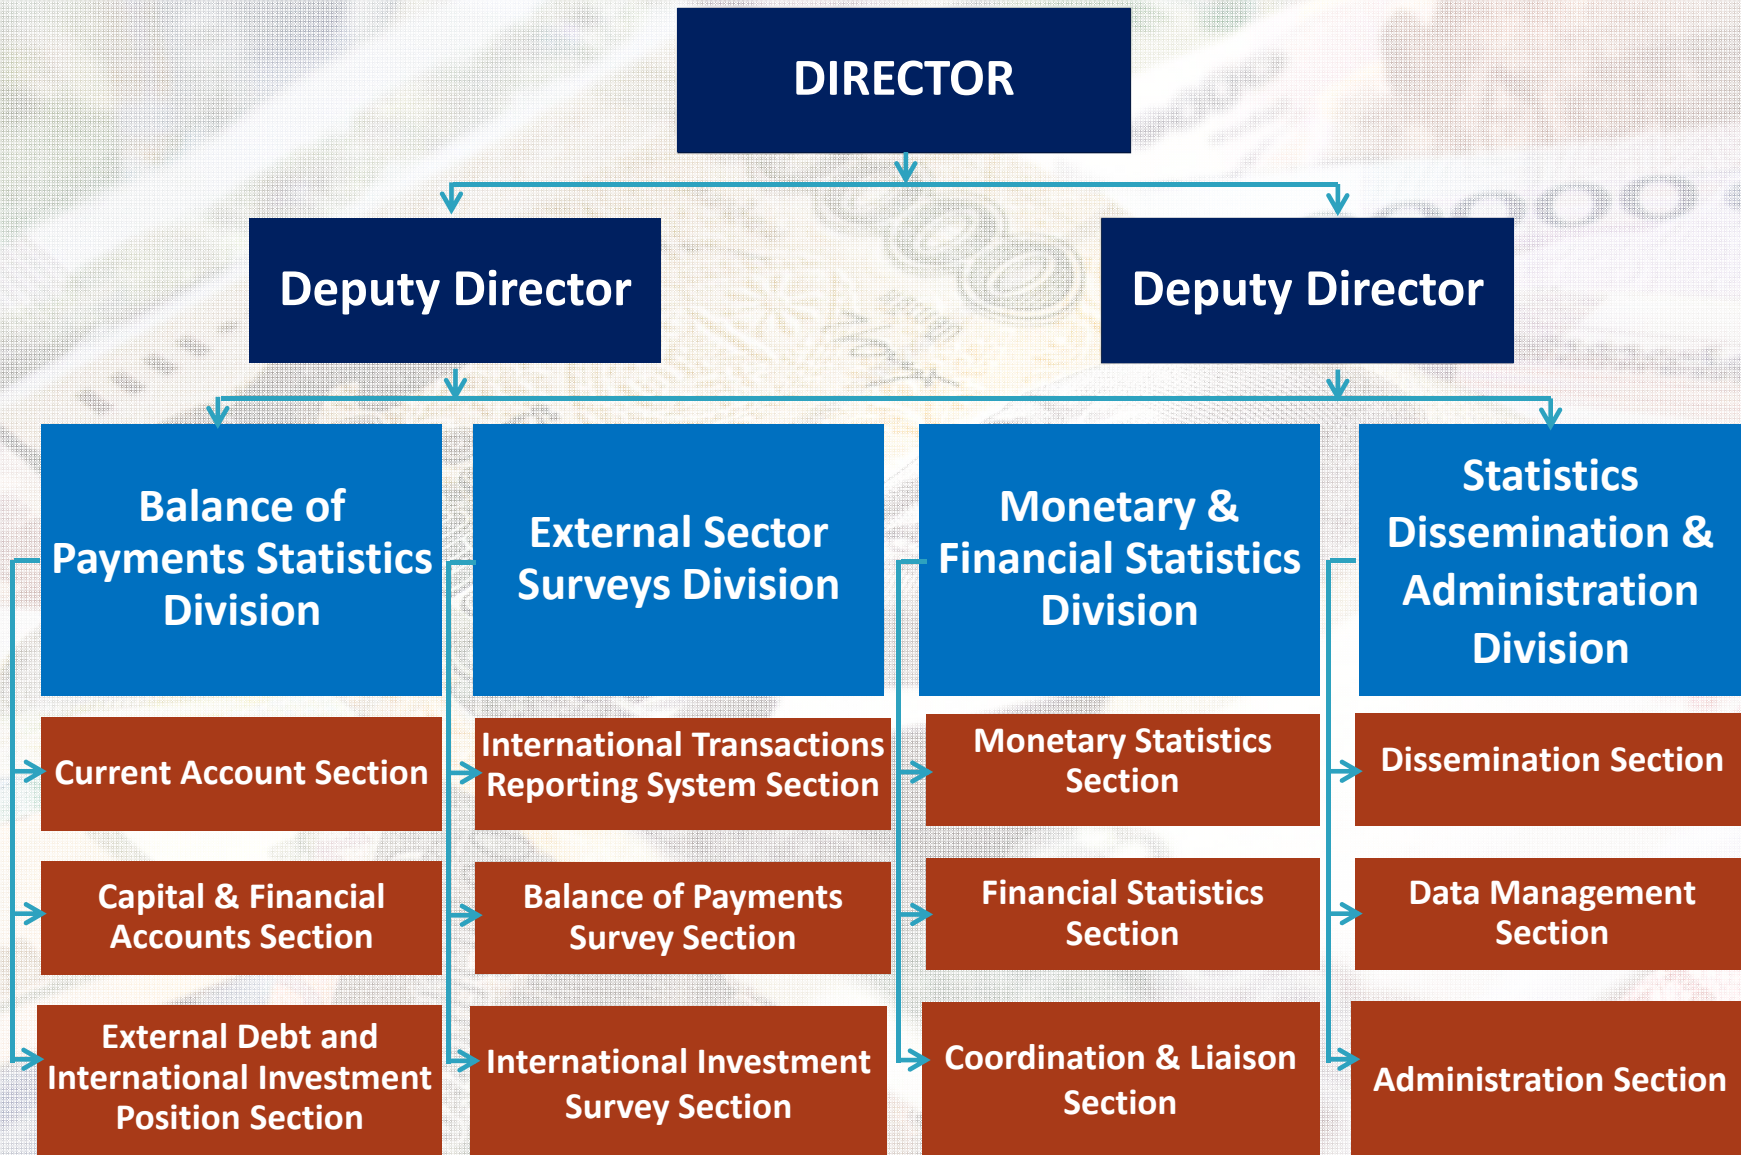 DIRECTOR
Deputy Director
Deputy Director
Balance of
Payments Statistics
Division
External Sector
Surveys Division
Monetary &
Financial Statistics
Division
Statistics
Dissemination &
Administration
Division
Current Account Section
International Transactions
Reporting System Section
Monetary Statistics
Section
Dissemination Section
Capital & Financial
Accounts Section
Balance of Payments
Survey Section
Financial Statistics
Section
Data Management
Section
External Debt and
International Investment
Position Section
International Investment
Survey Section
Coordination & Liaison
Section
Administration Section